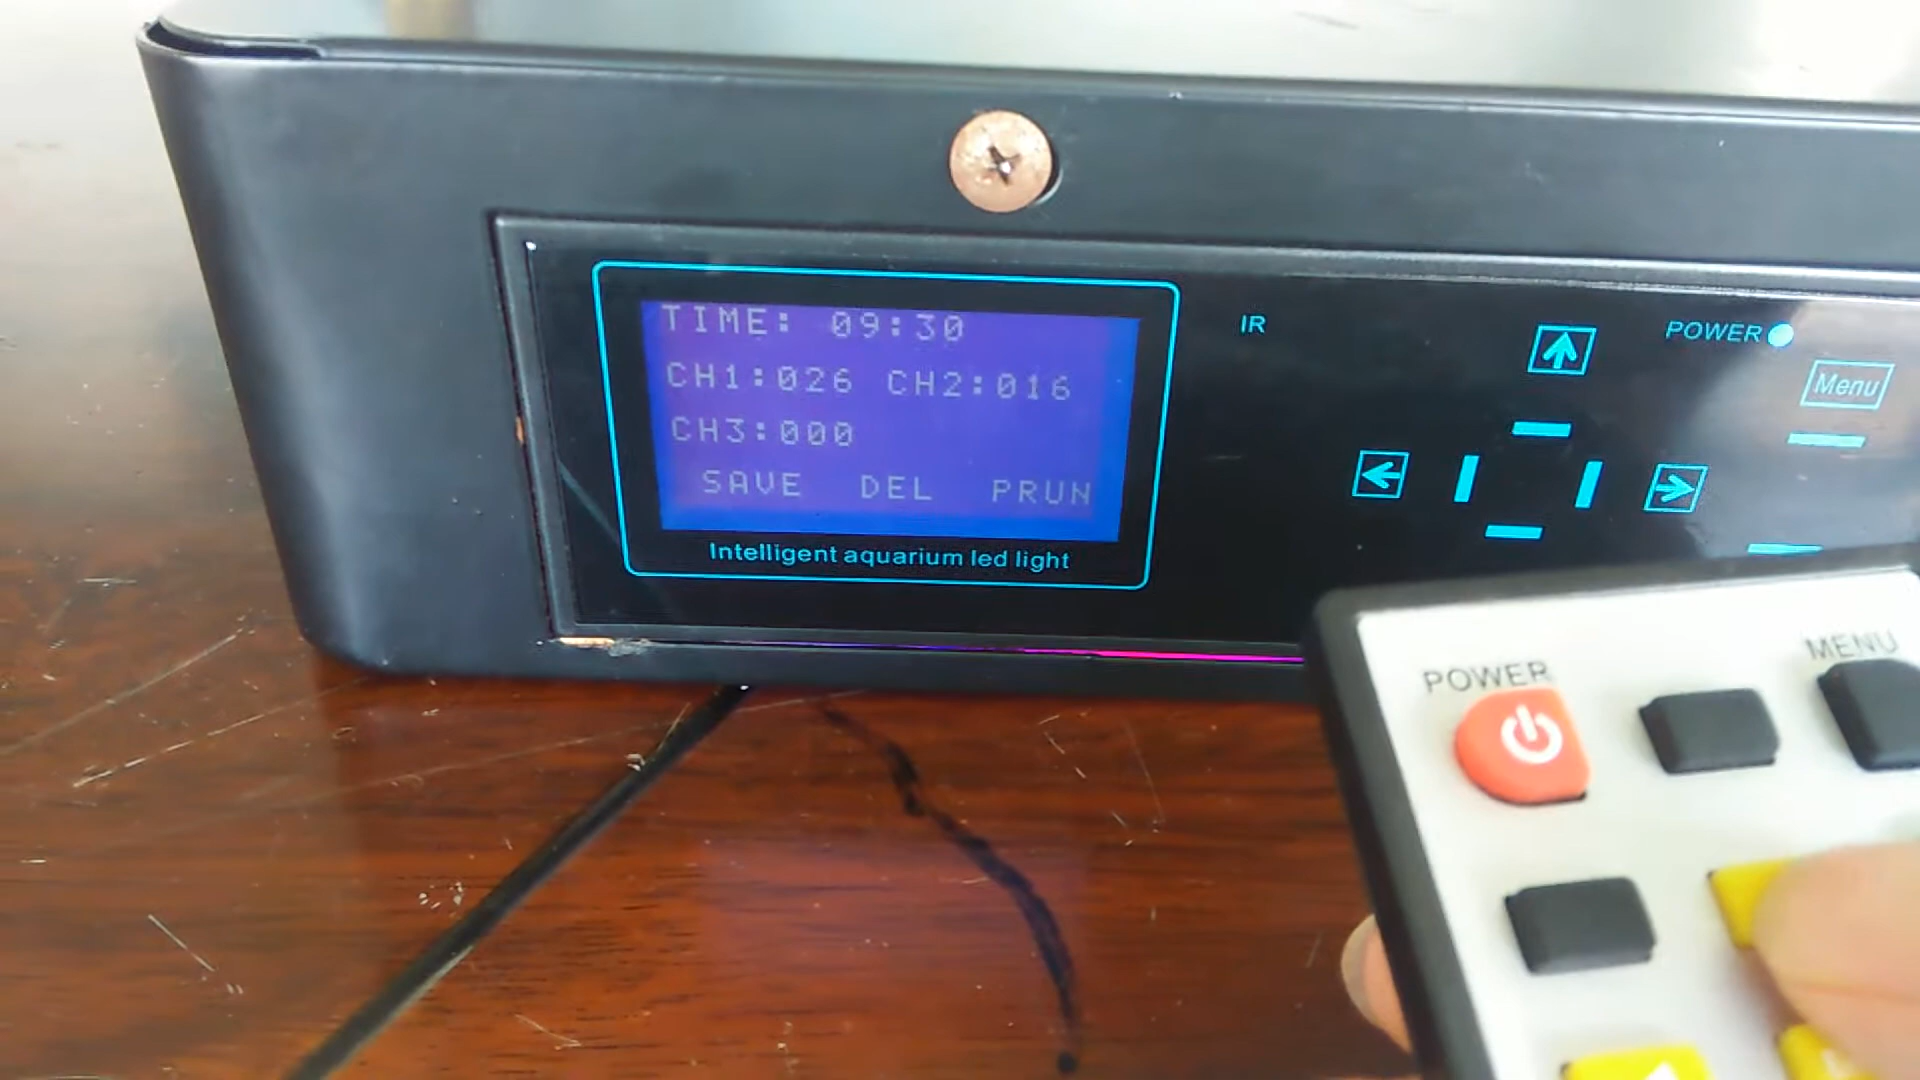 TIME: 09:30
CH1:026 CH2:016
CH3:000
SAVE DEL PRUN
Intelligent aquarium led light
IR
POWER
Menu
POWER
MENU